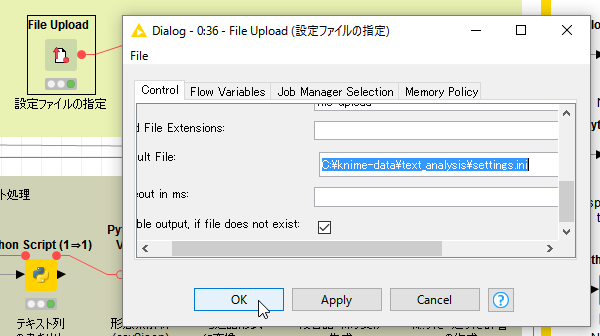 File Upload
設定ファイルの指定
Dialog - 0:36 - File Upload (設定ファイルの指定)
File
Control
Flow Variables
Job Manager Selection
Memory Policy
d File Extensions:
ult File:
C:¥knime-data¥text_analysis¥settings.ini
eout in ms:
ble output, if file does not exist:
OK
Apply
Cancel
?
ト処理
hon Script (1⇒1)
Py
V
テキスト列